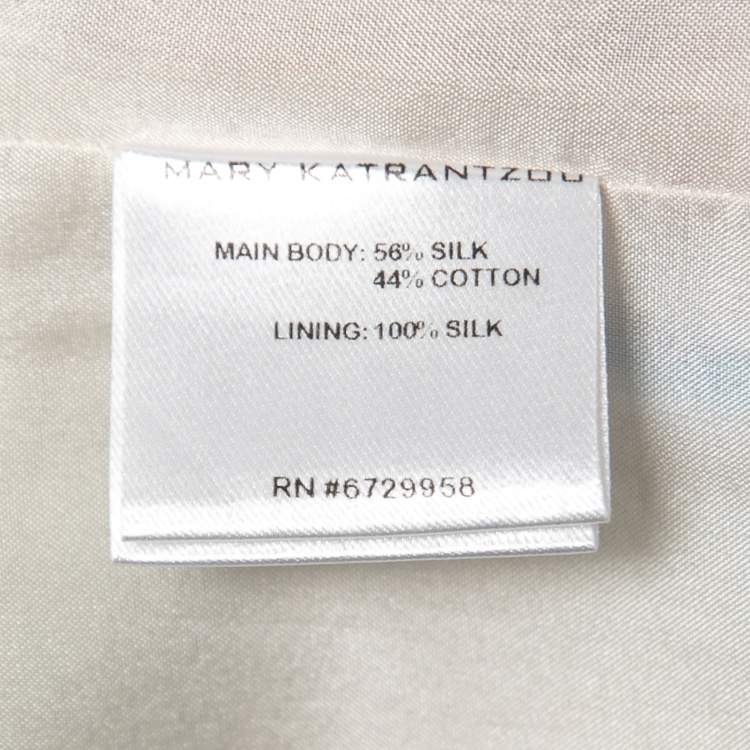 MARY KATRANTZOU
MAIN BODY: 56% SILK
44% COTTON
LINING: 100% SILK
RN #6729958